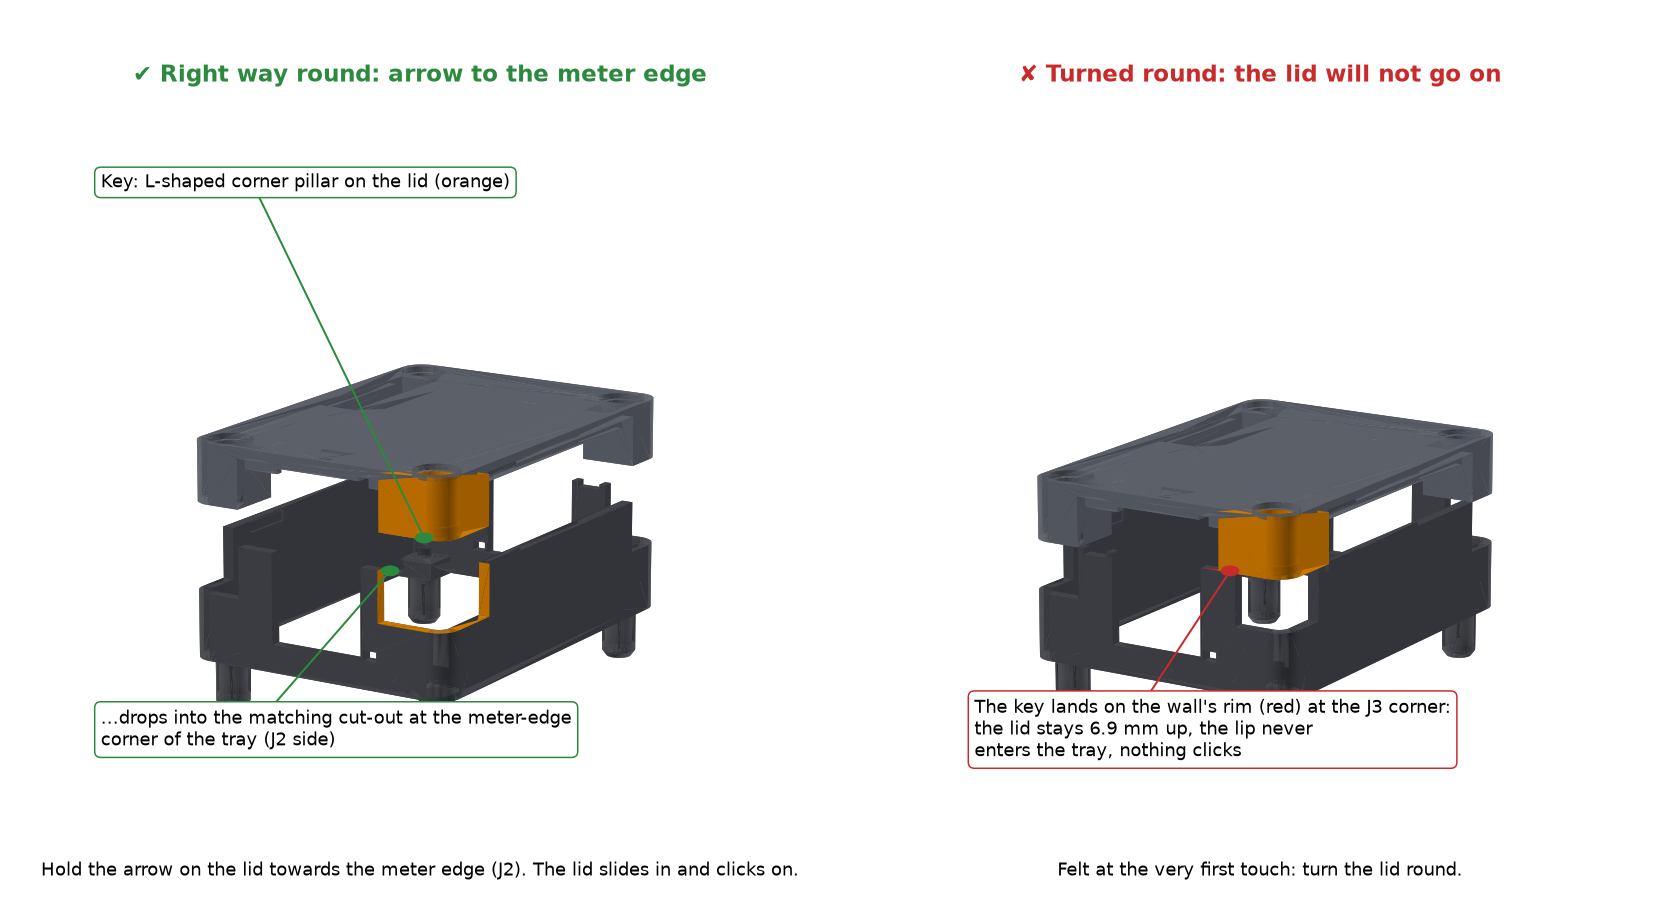 ✔ Right way round: arrow to the meter edge
Key: L-shaped corner pillar on the lid (orange)
...drops into the matching cut-out at the meter-edge
corner of the tray (J2 side)
Hold the arrow on the lid towards the meter edge (J2). The lid slides in and clicks on.
✘ Turned round: the lid will not go on
The key lands on the wall's rim (red) at the J3 corner:
the lid stays 6.9 mm up, the lip never
enters the tray, nothing clicks
Felt at the very first touch: turn the lid round.